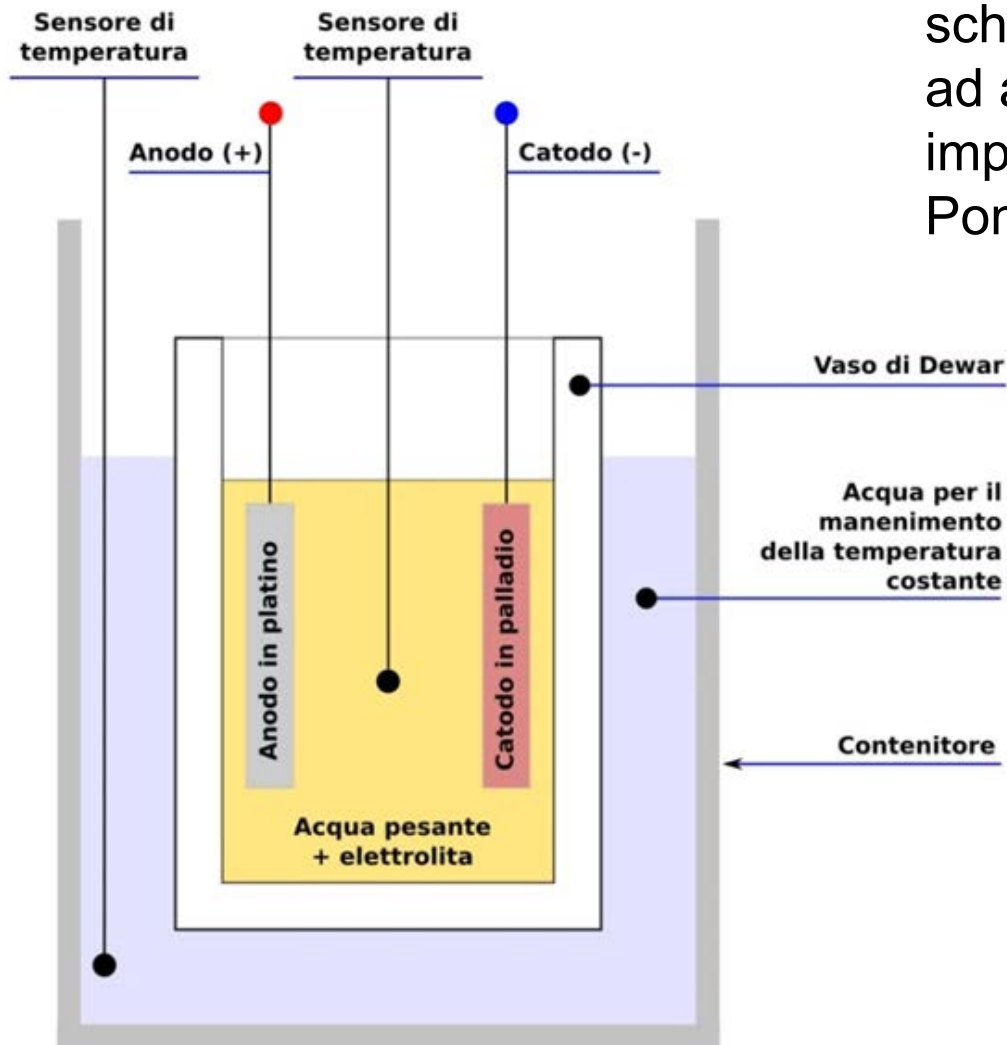 Sensore di
temperatura
Sensore di
temperatura
Anodo (+)
Catodo (-)
Vaso di Dewar
Acqua per il
manenimento
della temperatura
costante
Contenitore
Anodo in platino
Catodo in palladio
Acqua pesante
+ elettrolita
sch
ad a
imp
Pon